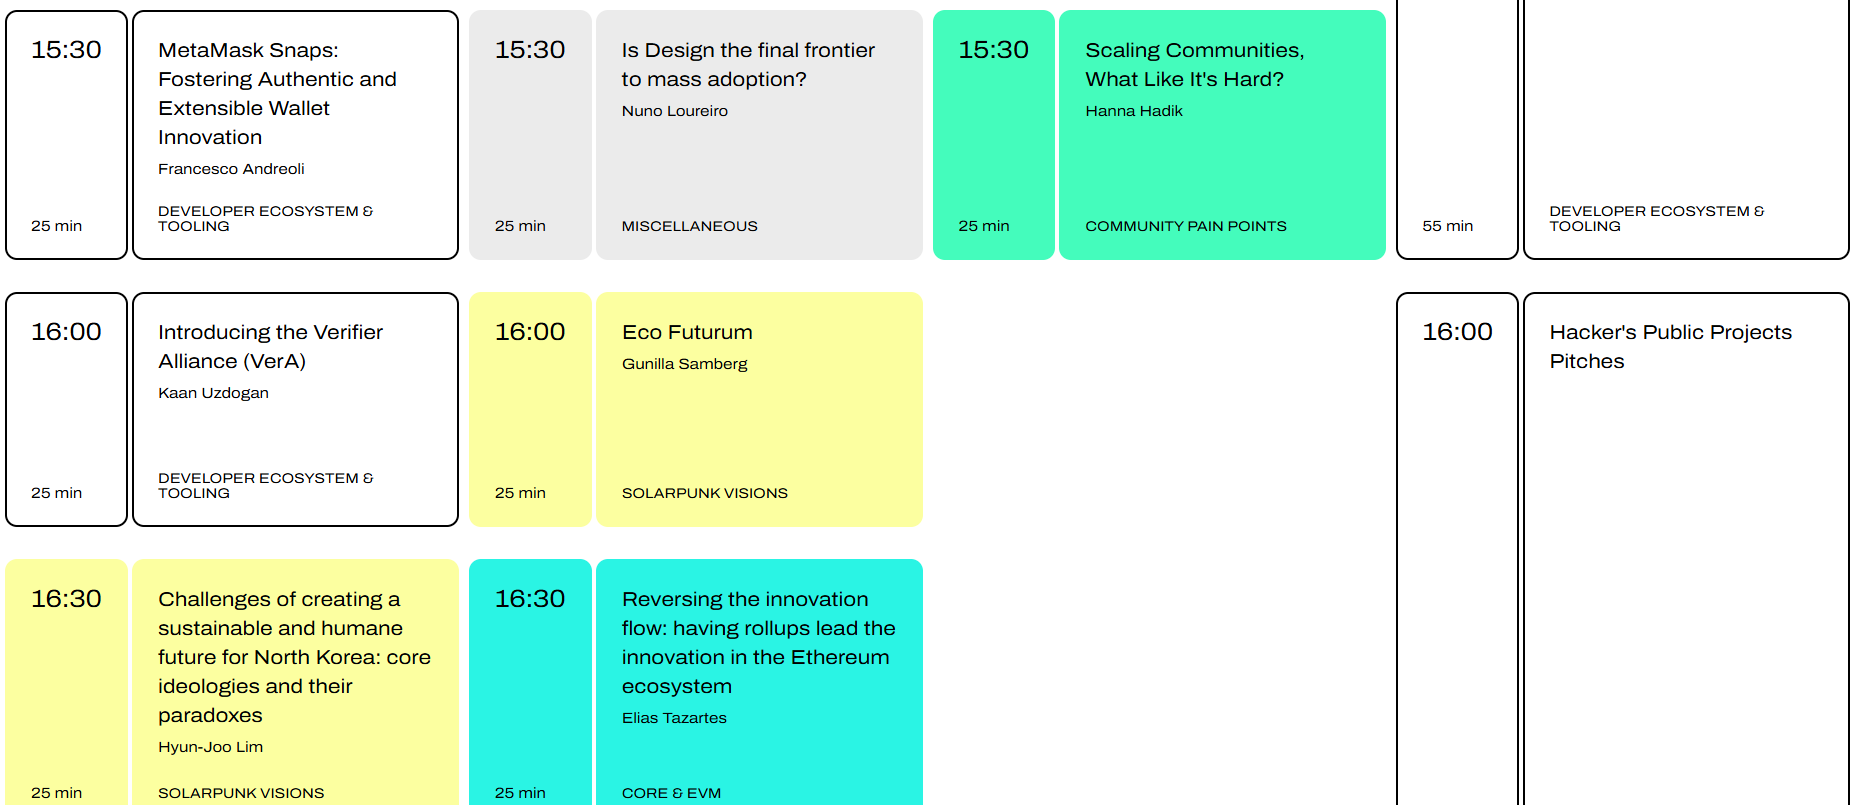 15:30
MetaMask Snaps:
Fostering Authentic and
Extensible Wallet
Innovation
Francesco Andreoli
25 min
DEVELOPER ECOSYSTEM &
TOOLING
15:30
Is Design the final frontier
to mass adoption?
Nuno Loureiro
25 min
MISCELLANEOUS
15:30
Scaling Communities,
What Like It's Hard?
Hanna Hadik
25 min
COMMUNITY PAIN POINTS
55 min
DEVELOPER ECOSYSTEM &
TOOLING
16:00
Introducing the Verifier
Alliance (VerA)
Kaan Uzdogan
25 min
DEVELOPER ECOSYSTEM &
TOOLING
16:00
Eco Futurum
Gunilla Samberg
25 min
SOLARPUNK VISIONS
16:00
Hacker's Public Projects
Pitches
16:30
Challenges of creating a
sustainable and humane
future for North Korea: core
ideologies and their
paradoxes
Hyun-Joo Lim
25 min
SOLARPUNK VISIONS
16:30
Reversing the innovation
flow: having rollups lead the
innovation in the Ethereum
ecosystem
Elias Tazartes
25 min
CORE & EVM